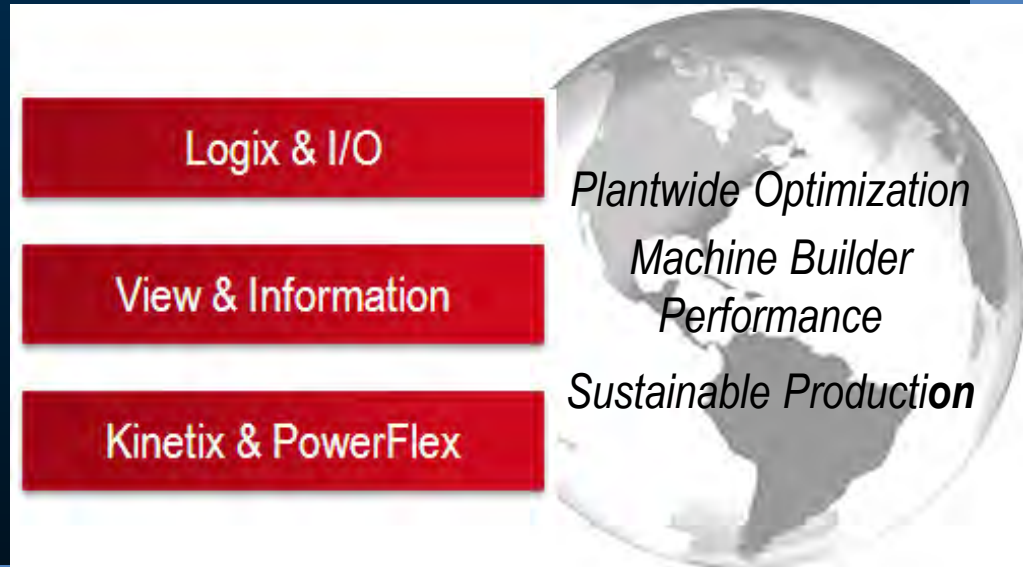 Logix & I/O
View & Information
Kinetix & PowerFlex
Plantwide Optimization
Machine Builder
Performance
Sustainable Production